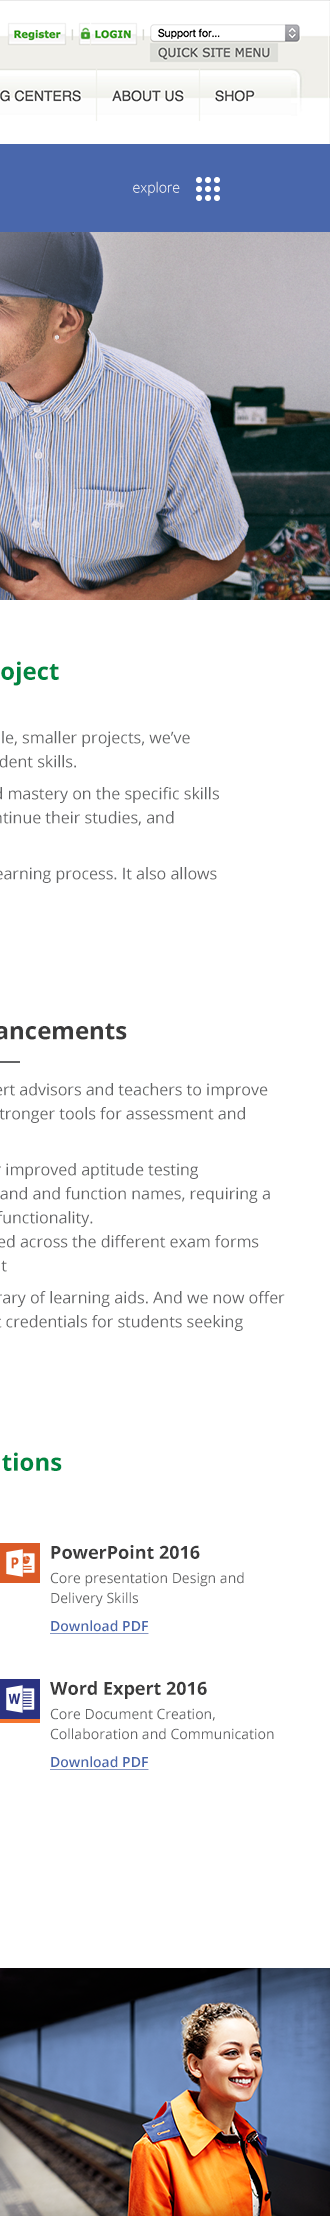 Register | LOGIN | Support for...
QUICK SITE MENU
G CENTERS ABOUT US SHOP
explore
oject
le, smaller projects, we've
dent skills.
d mastery on the specific skills
ntinue their studies, and
earning process. It also allows
ancements
ert advisors and teachers to improve
tronger tools for assessment and
r improved aptitude testing
and and function names, requiring a
functionality.
ed across the different exam forms
t
rary of learning aids. And we now offer
t credentials for students seeking
tions
PowerPoint 2016
Core presentation Design and
Delivery Skills
Download PDF
Word Expert 2016
Core Document Creation,
Collaboration and Communication
Download PDF